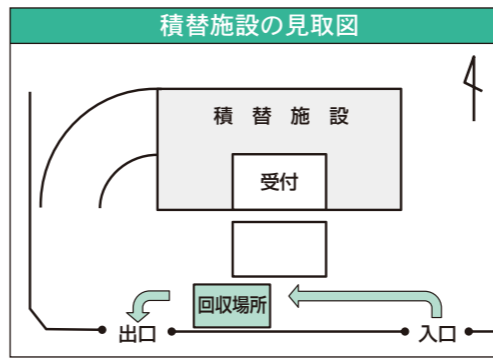 積替施設の見取図
積替施設
受付
回収場所
出口
入口